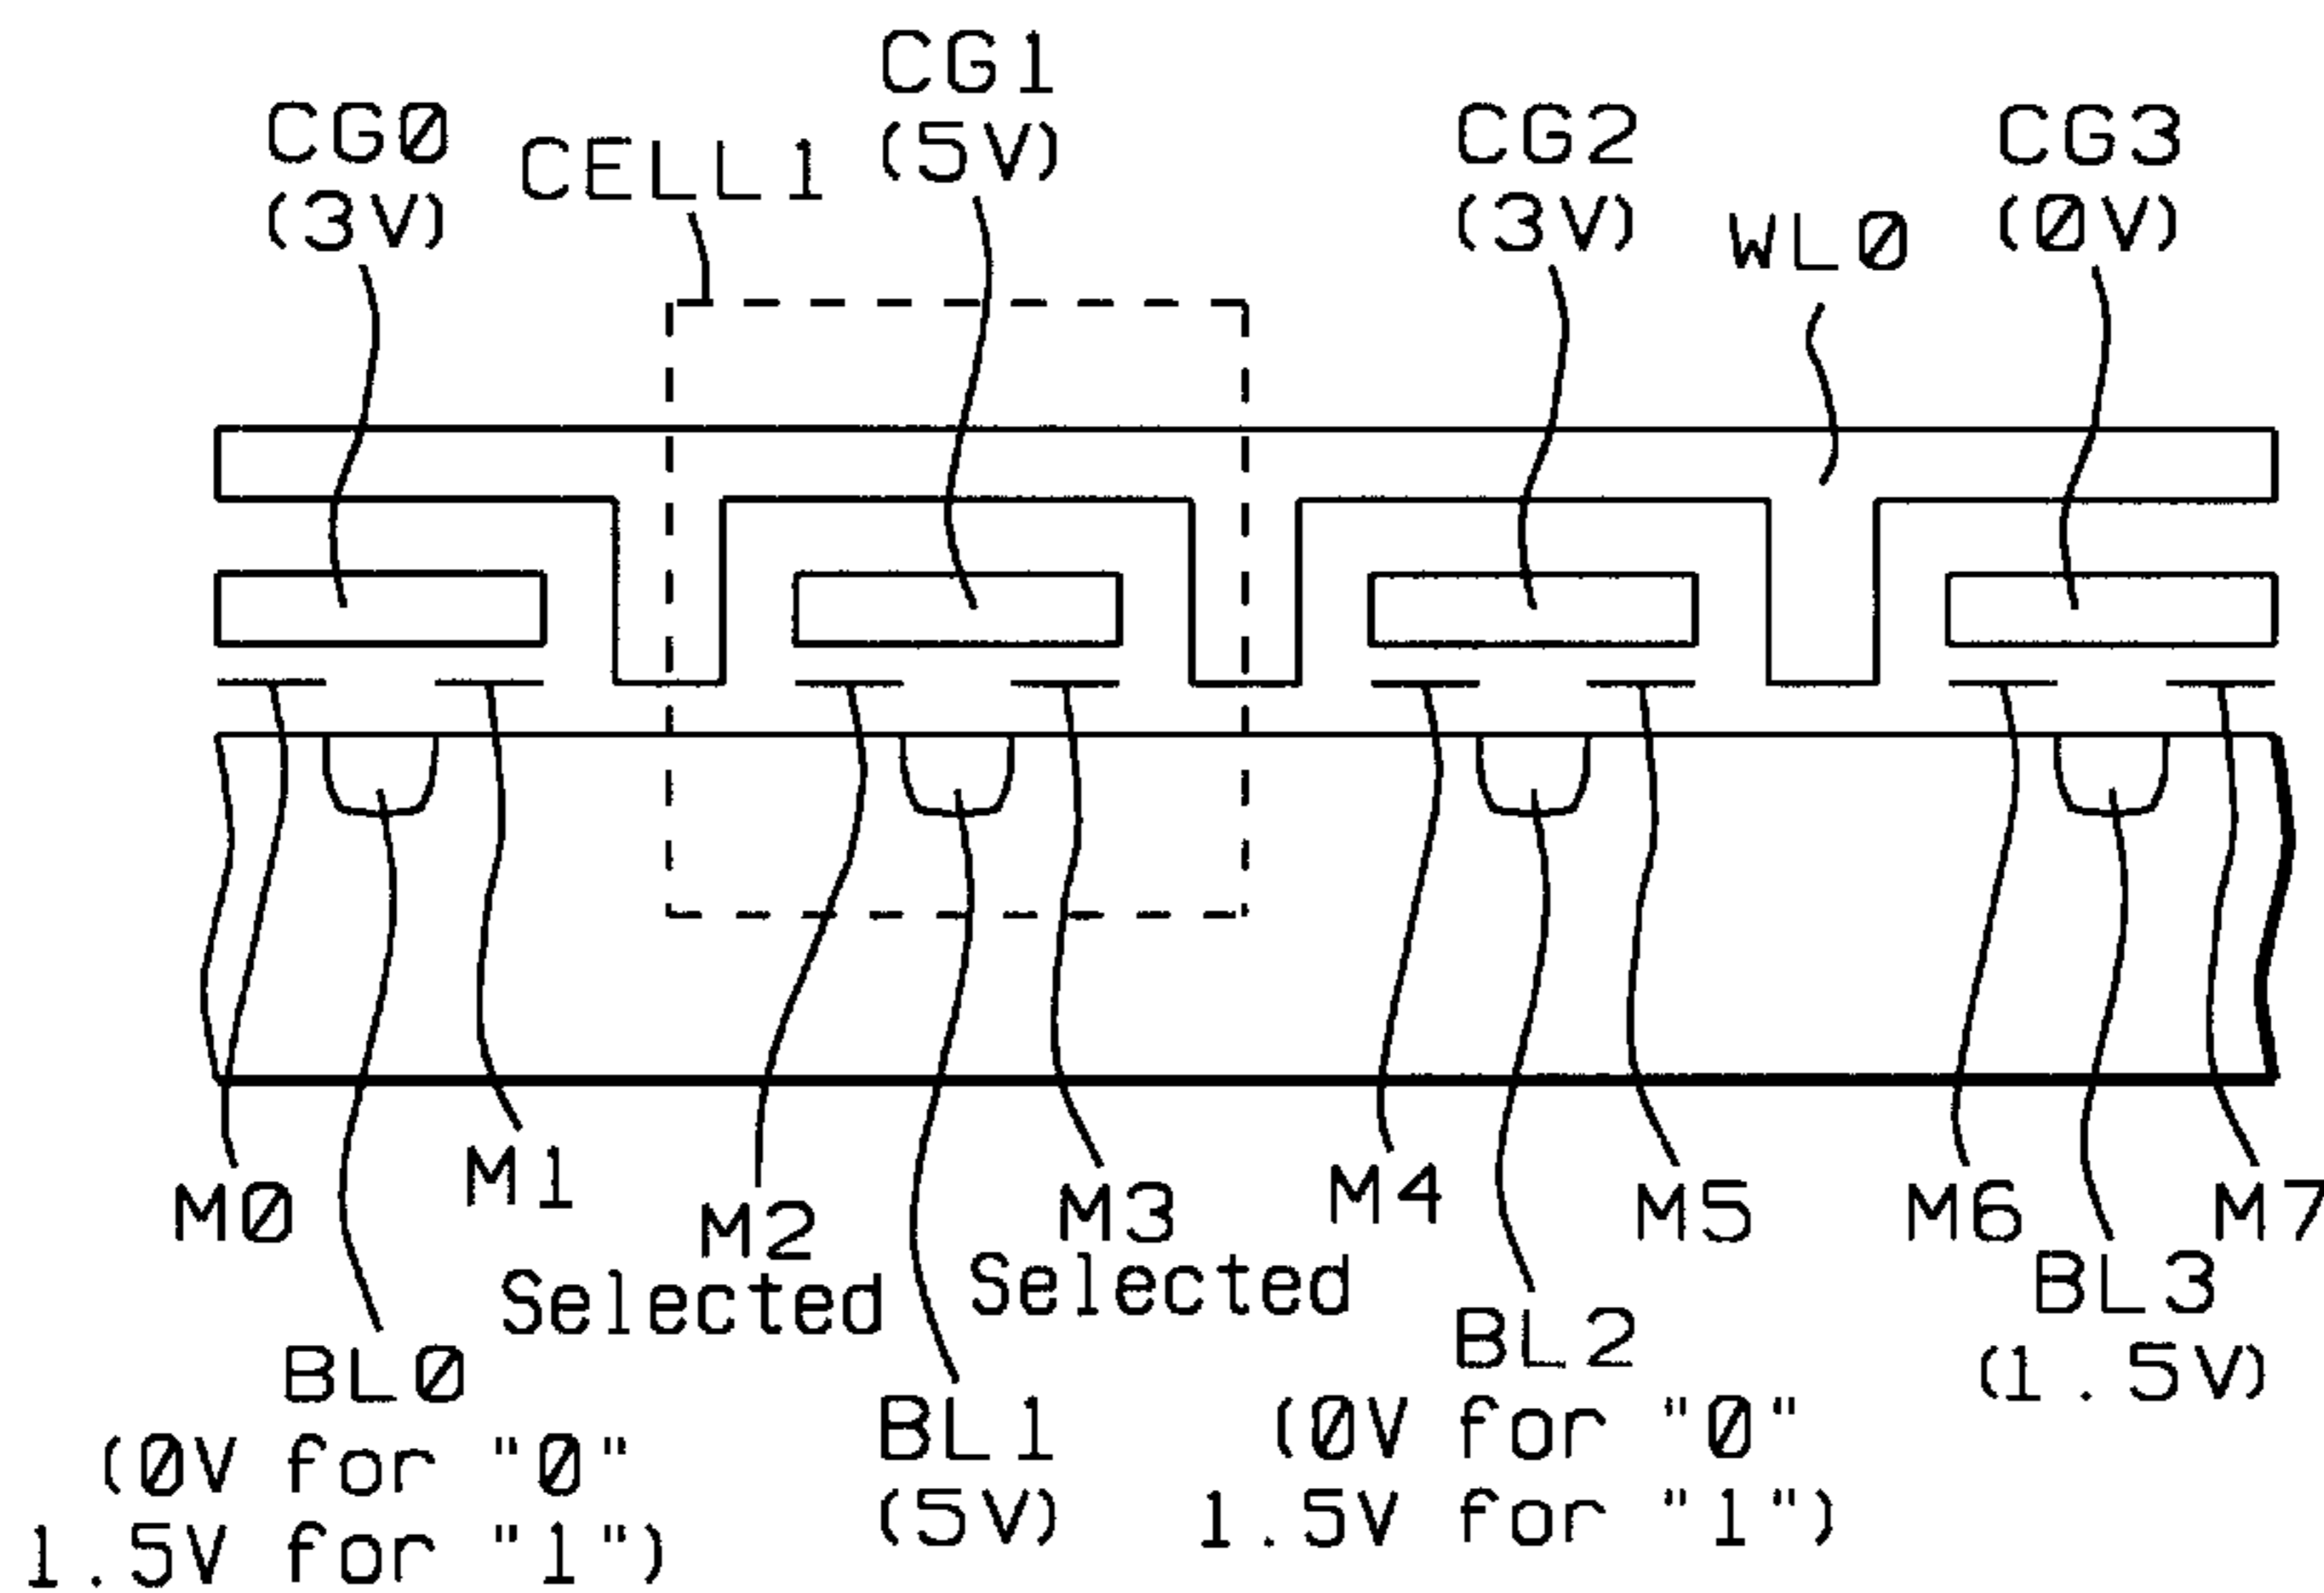 CG0
(3V)
CELL1
CG1
(5V)
CG2
(3V)
WL0
CG3
(0V)
M0
M1
M2
Selected
M3
Selected
M4
M5
M6
M7
BL0
(0V for "0"
1.5V for "1")
BL1
(5V)
BL2
(0V for "0"
1.5V for "1")
BL3
(1.5V)